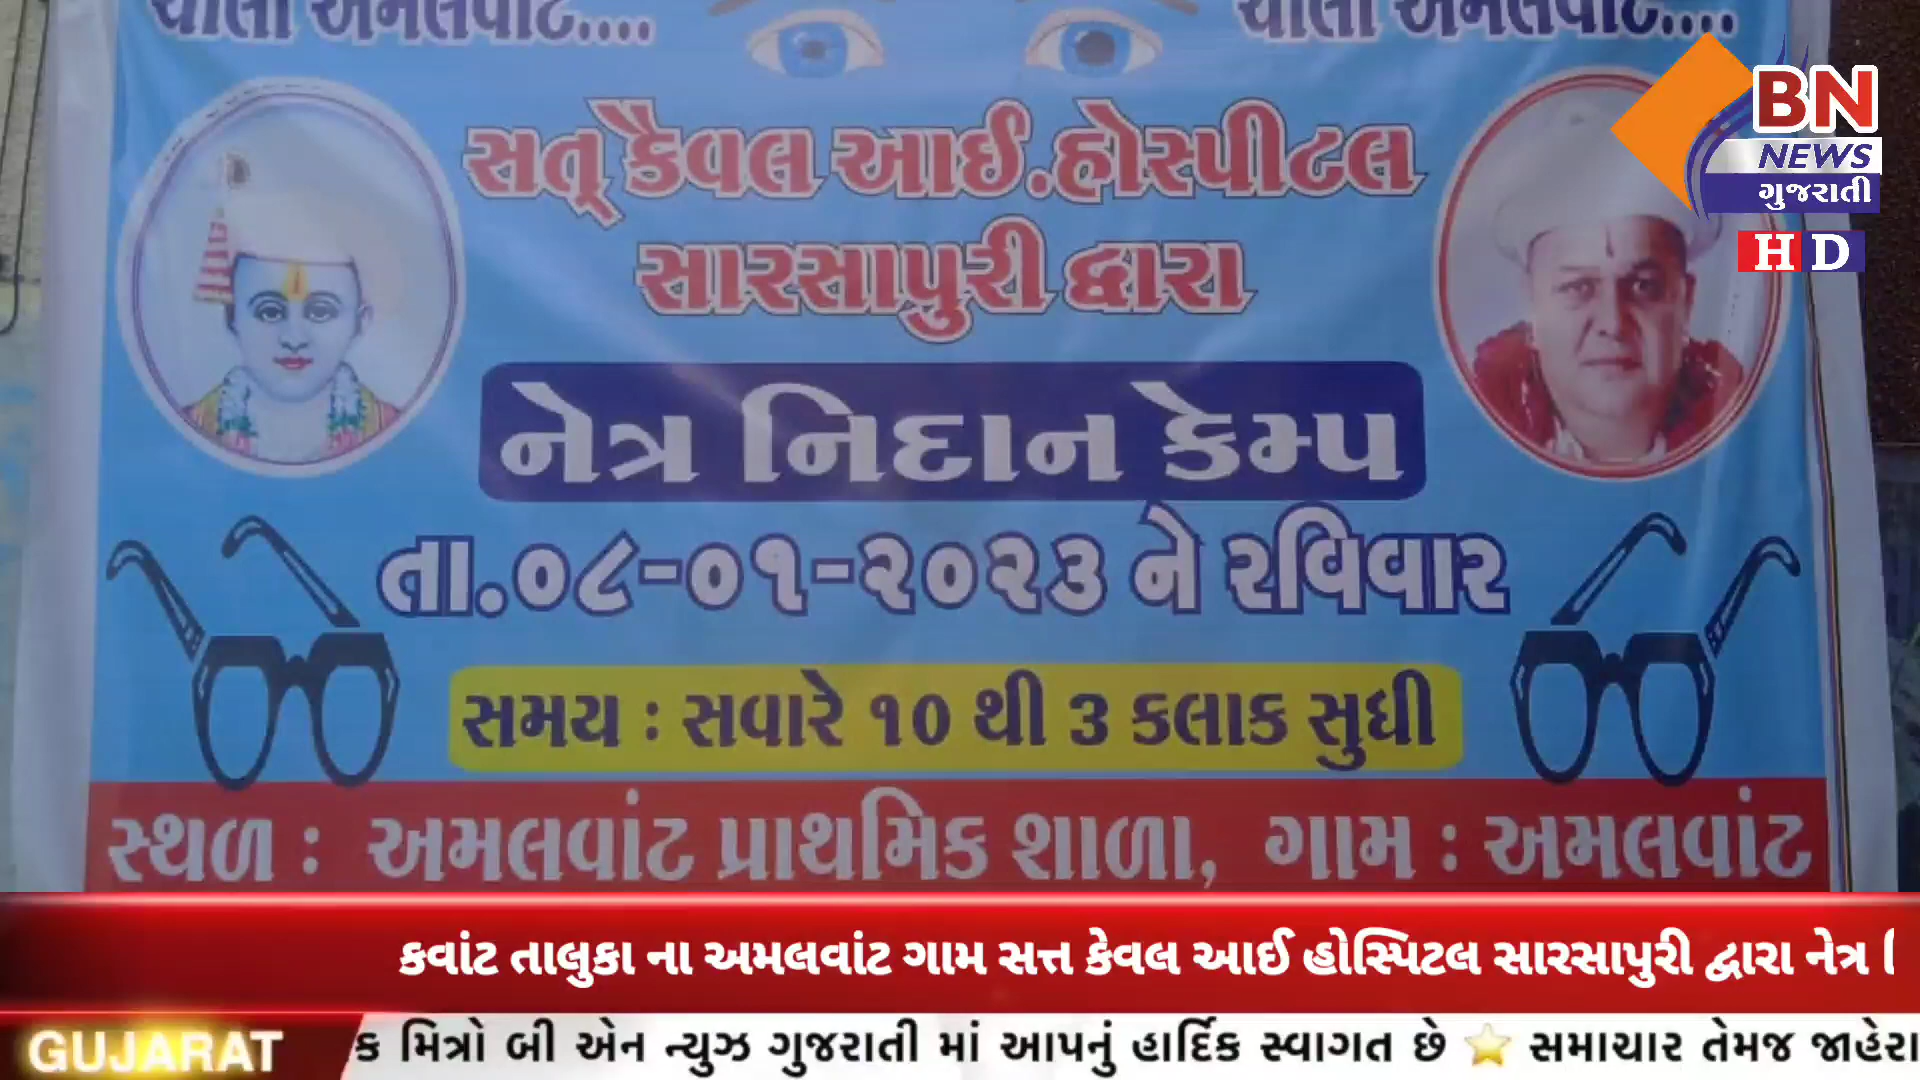 ચાલો અમલવાંટ....
ચાલો અમલવાંટ....
સત્ કૈવલ આઈ.હોસ્પીટલ
સારસાપુરી દ્વારા
નેત્ર નિદાન કેમ્પ
તા.૦૮-૦૧-૨૦૨૩ ને રવિવાર
સમય : સવારે ૧૦ થી 3 કલાક સુધી
સ્થળ : અમલવાંટ પ્રાથમિક શાળા, ગામ : અમલવાંટ
BN
NEWS
ગુજરાતી
HD
કવાંટ તાલુકા ના અમલવાંટ ગામ સત્ત કેવલ આઈ હોસ્પિટલ સારસાપુરી દ્વારા નેત્ર
GUJARAT
ક મિત્રો બી એન ન્યુઝ ગુજરાતી માં આપનું હાર્દિક સ્વાગત છે ⭐ સમાચાર તેમજ જાહેરા